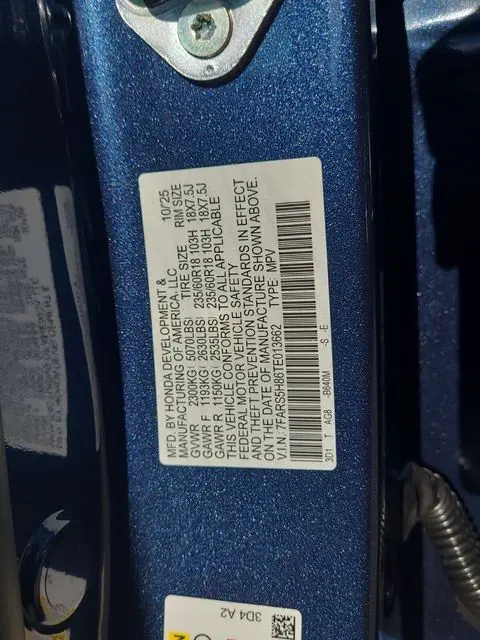 MFD. BY HONDA DEVELOPMENT & 10/25
MANUFACTURING OF AMERICA, LLC
TIRE SIZE RIM SIZE
GVWR 2300KG( 5070LBS) 235/60R18 103H 18X7.5J
GAWR F 1193KG( 2630LBS) 235/60R18 103H 18X7.5J
GAWR R 1150KG( 2535LBS)
THIS VEHICLE CONFORMS TO ALL APPLICABLE
FEDERAL MOTOR VEHICLE SAFETY
AND THEFT PREVENTION STANDARDS IN EFFECT
ON THE DATE OF MANUFACTURE SHOWN ABOVE.
V.I.N.:7FARS5H86TE013662 TYPE: MPV
3D1 T AG8 -B640M -S -E
3D4 A2